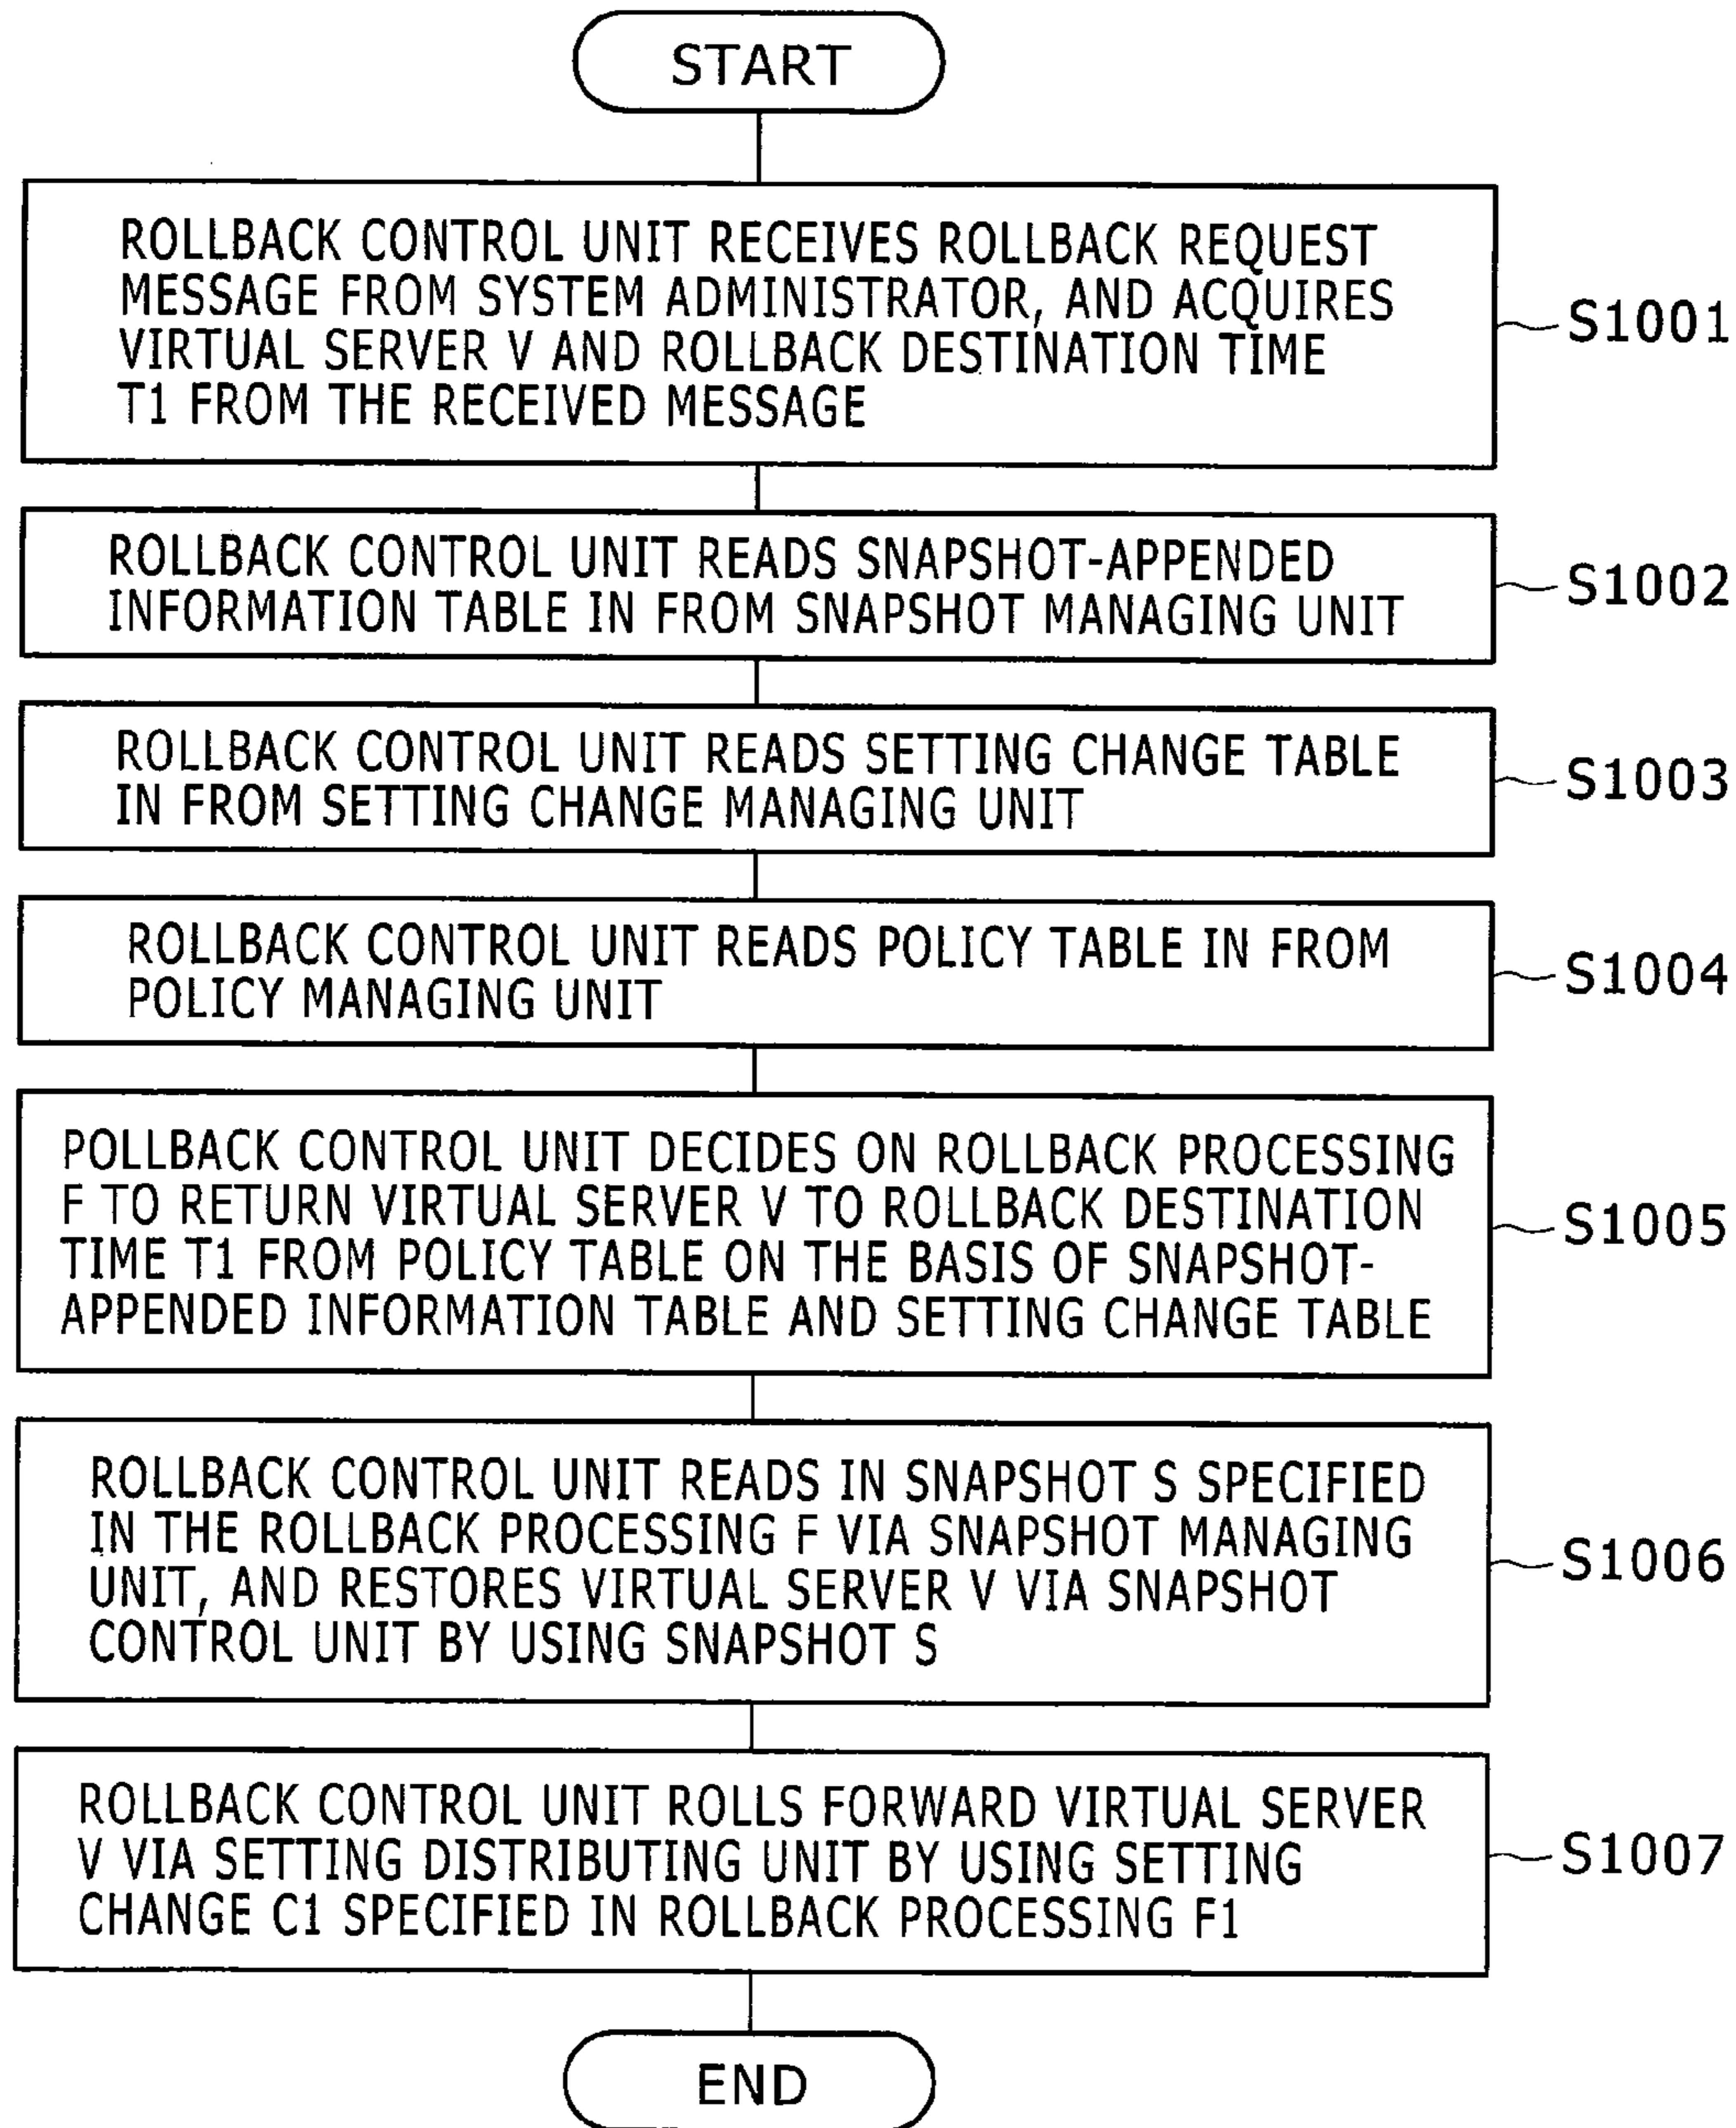 START
ROLLBACK CONTROL UNIT RECEIVES ROLLBACK REQUEST
MESSAGE FROM SYSTEM ADMINISTRATOR, AND ACQUIRES
VIRTUAL SERVER V AND ROLLBACK DESTINATION TIME
T1 FROM THE RECEIVED MESSAGE
S1001
ROLLBACK CONTROL UNIT READS SNAPSHOT-APPENDED
INFORMATION TABLE IN FROM SNAPSHOT MANAGING UNIT
S1002
ROLLBACK CONTROL UNIT READS SETTING CHANGE TABLE
IN FROM SETTING CHANGE MANAGING UNIT
S1003
ROLLBACK CONTROL UNIT READS POLICY TABLE IN FROM
POLICY MANAGING UNIT
S1004
POLLBACK CONTROL UNIT DECIDES ON ROLLBACK PROCESSING
F TO RETURN VIRTUAL SERVER V TO ROLLBACK DESTINATION
TIME T1 FROM POLICY TABLE ON THE BASIS OF SNAPSHOT-
APPENDED INFORMATION TABLE AND SETTING CHANGE TABLE
S1005
ROLLBACK CONTROL UNIT READS IN SNAPSHOT S SPECIFIED
IN THE ROLLBACK PROCESSING F VIA SNAPSHOT MANAGING
UNIT, AND RESTORES VIRTUAL SERVER V VIA SNAPSHOT
CONTROL UNIT BY USING SNAPSHOT S
S1006
ROLLBACK CONTROL UNIT ROLLS FORWARD VIRTUAL SERVER
V VIA SETTING DISTRIBUTING UNIT BY USING SETTING
CHANGE C1 SPECIFIED IN ROLLBACK PROCESSING F1
S1007
END